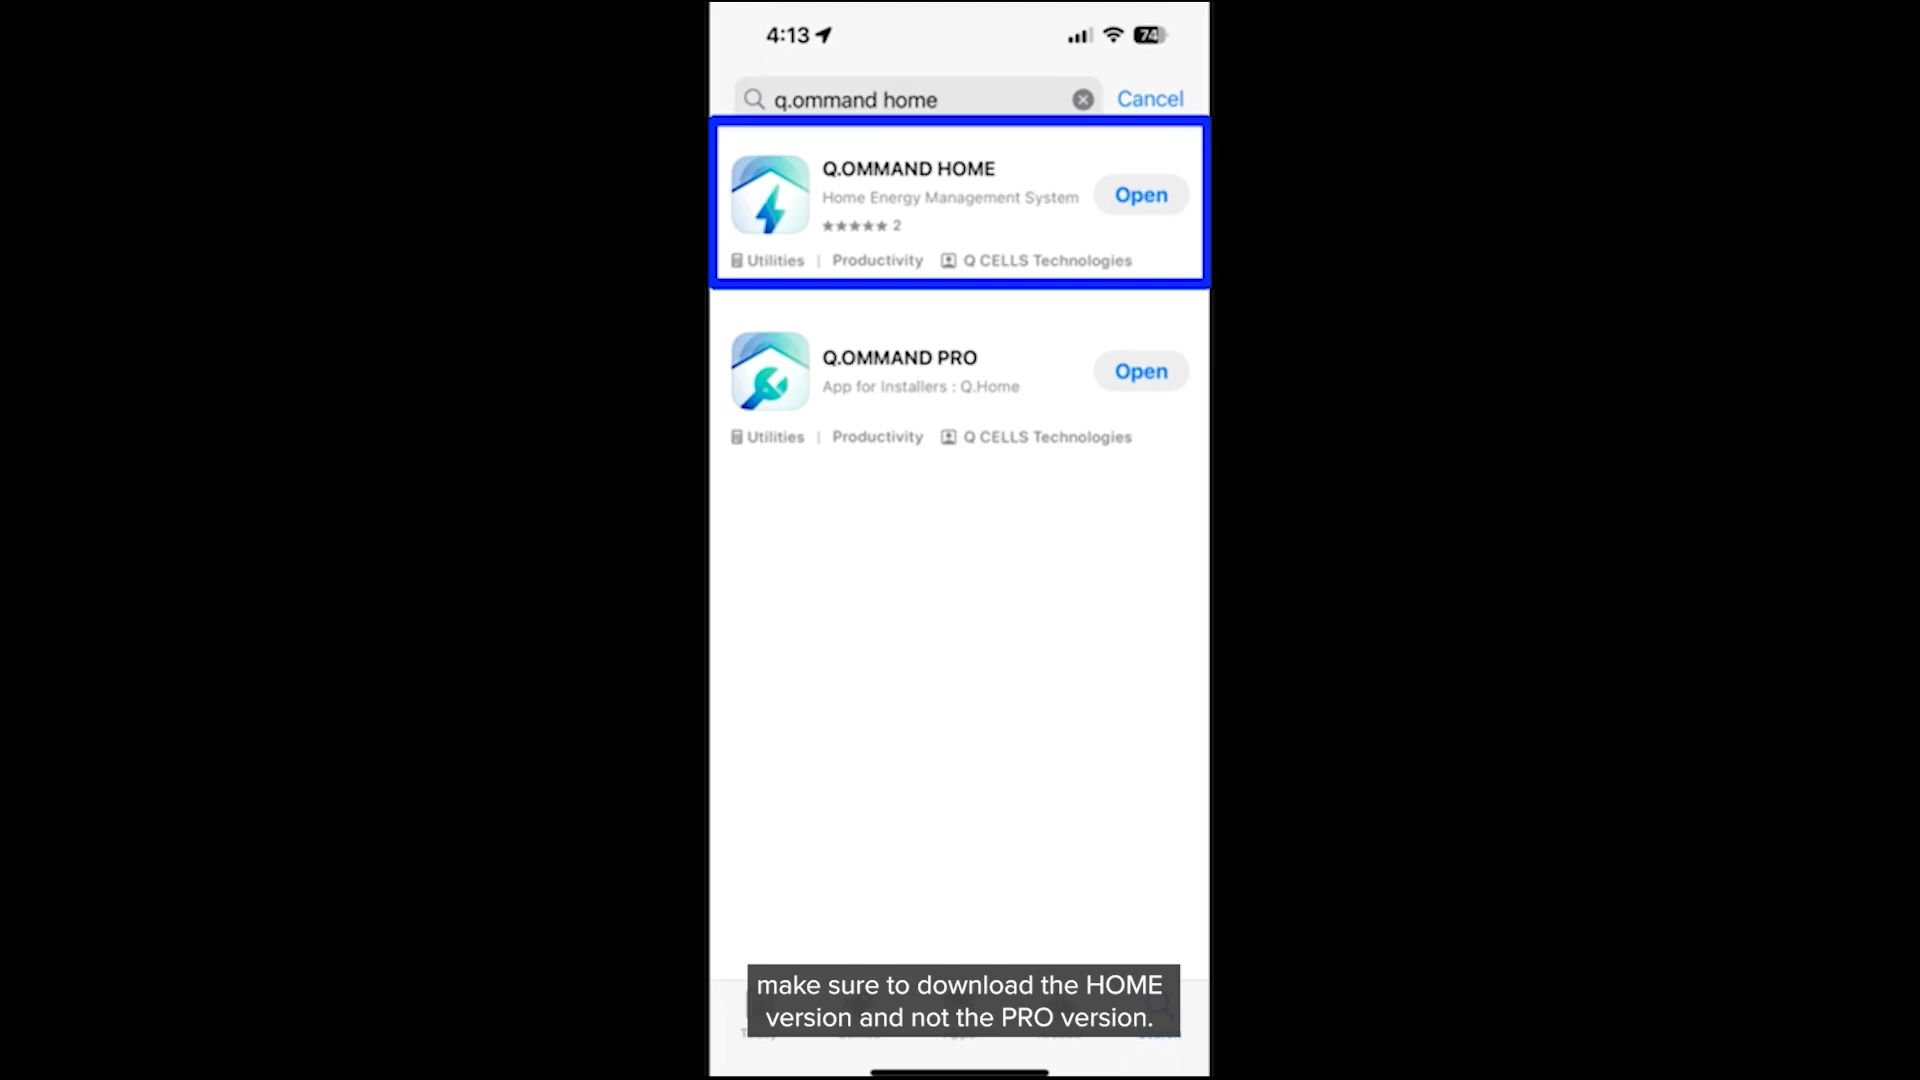 4:13
74
q.ommand home
Cancel
Q.OMMAND HOME
Home Energy Management System
Open
★★★★★ 2
Utilities | Productivity Q CELLS Technologies
Q.OMMAND PRO
App for Installers : Q.Home
Open
Utilities | Productivity Q CELLS Technologies
make sure to download the HOME
version and not the PRO version.